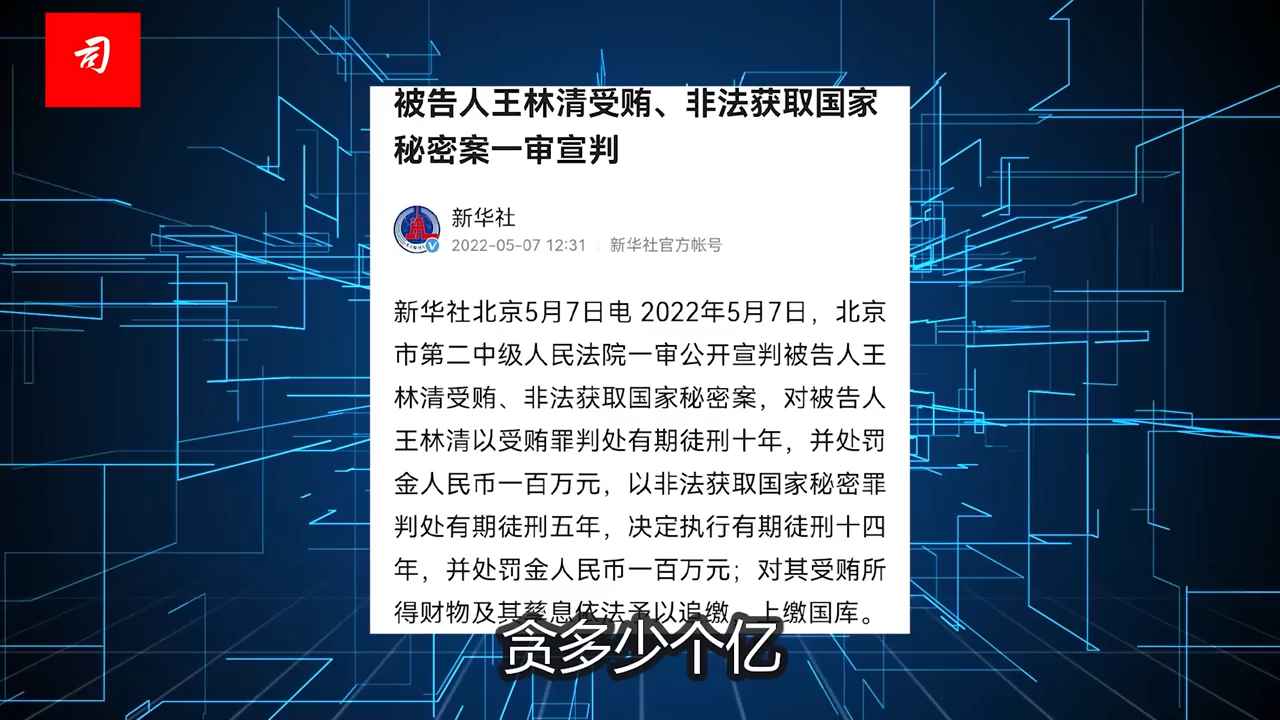 司
被告人王林清受贿、非法获取国家
秘密案一审宣判
新华社
2022-05-07 12:31 新华社官方帐号
新华社北京5月7日电 2022年5月7日，北京
市第二中级人民法院一审公开宣判被告人王
林清受贿、非法获取国家秘密案，对被告人
王林清以受贿罪判处有期徒刑十年，并处罚
金人民币一百万元，以非法获取国家秘密罪
判处有期徒刑五年，决定执行有期徒刑十四
年，并处罚金人民币一百万元；对其受贿所
得财物及其孳息依法予以追缴，上缴国库。
贪多少个亿